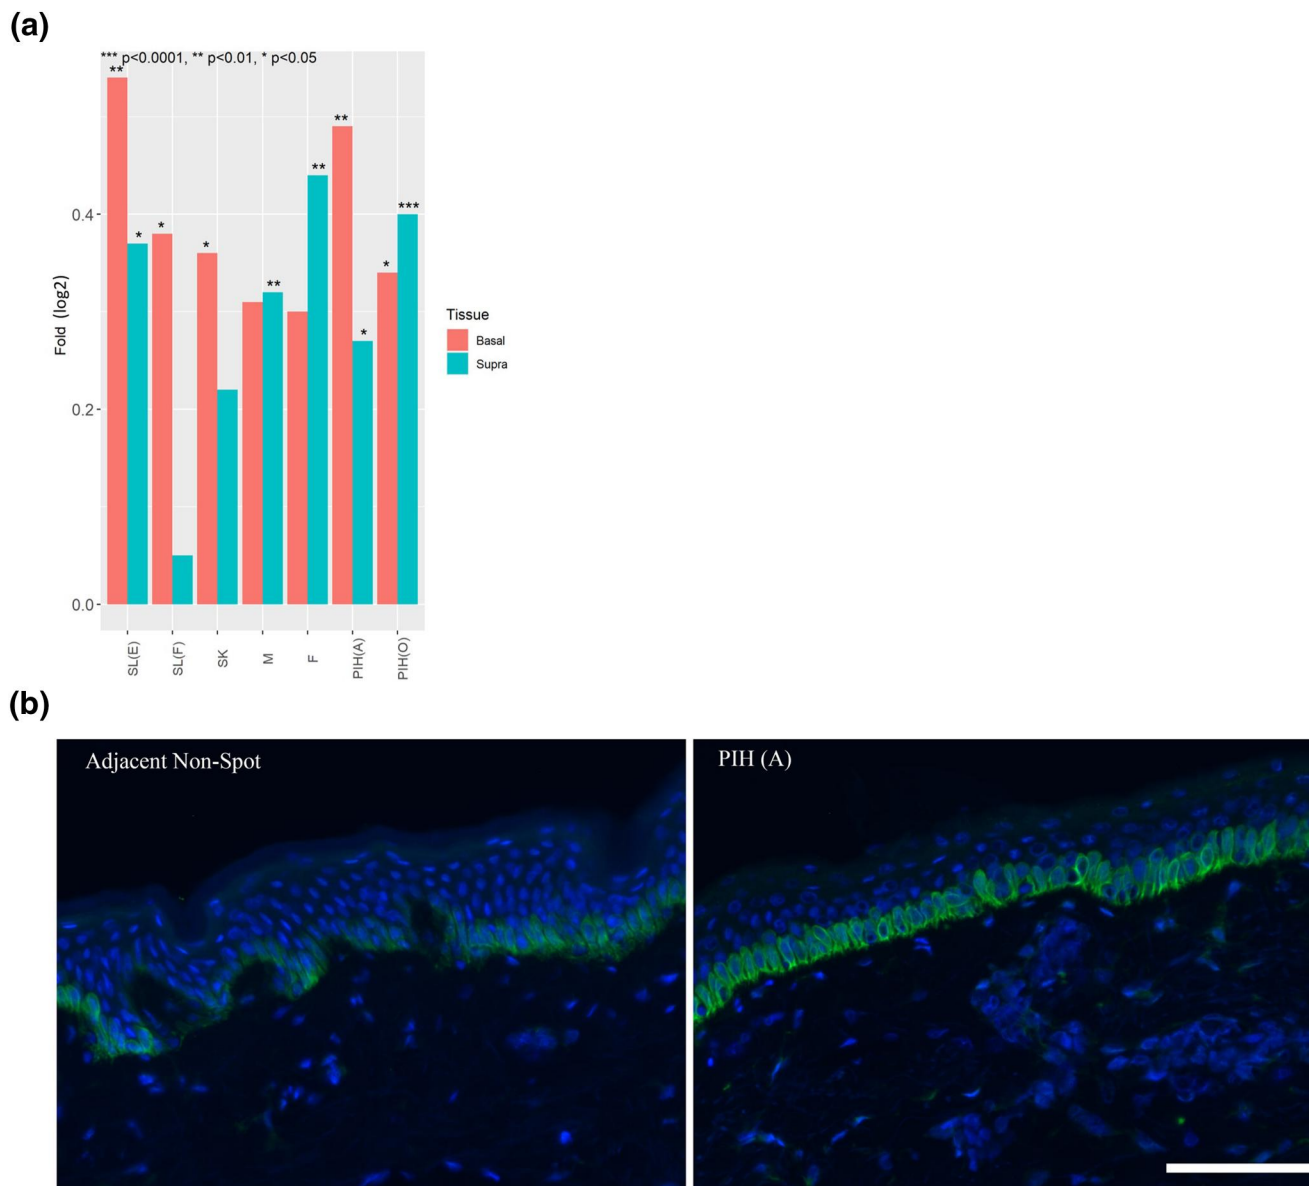 (a)
*** p<0.0001, ** p<0.01, * p<0.05
** * * * ** ** ** * * ***
Fold (log2)
0.4
0.2
0.0
SL(E) SL(F) SK M F PIH(A) PIH(O)
Tissue
Basal
Supra
(b)
Adjacent Non-Spot
PIH (A)